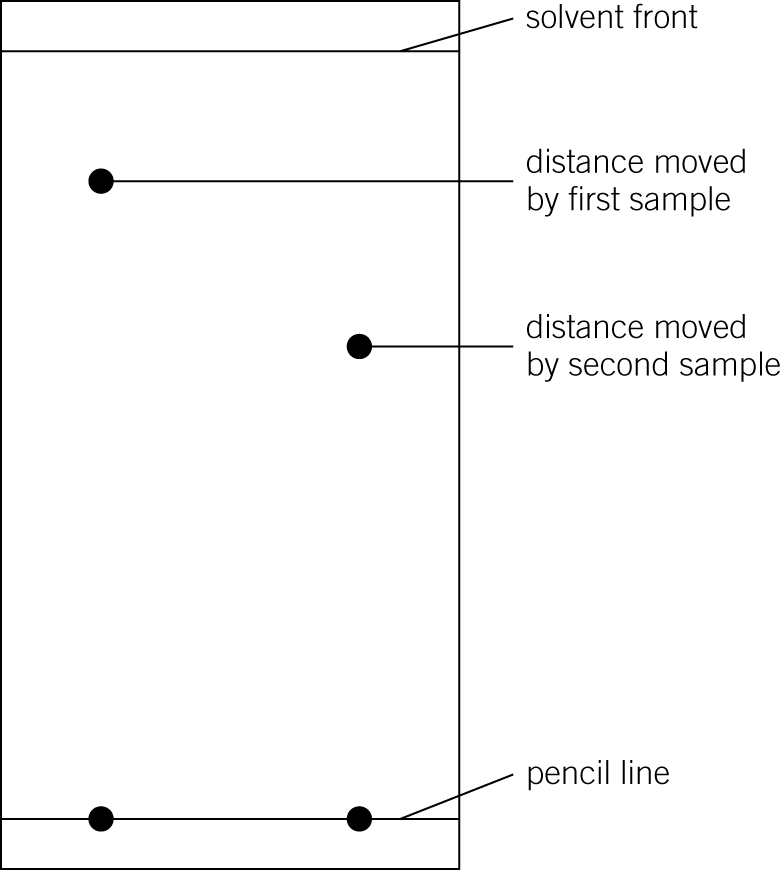 solvent front
distance moved
by first sample
distance moved
by second sample
pencil line